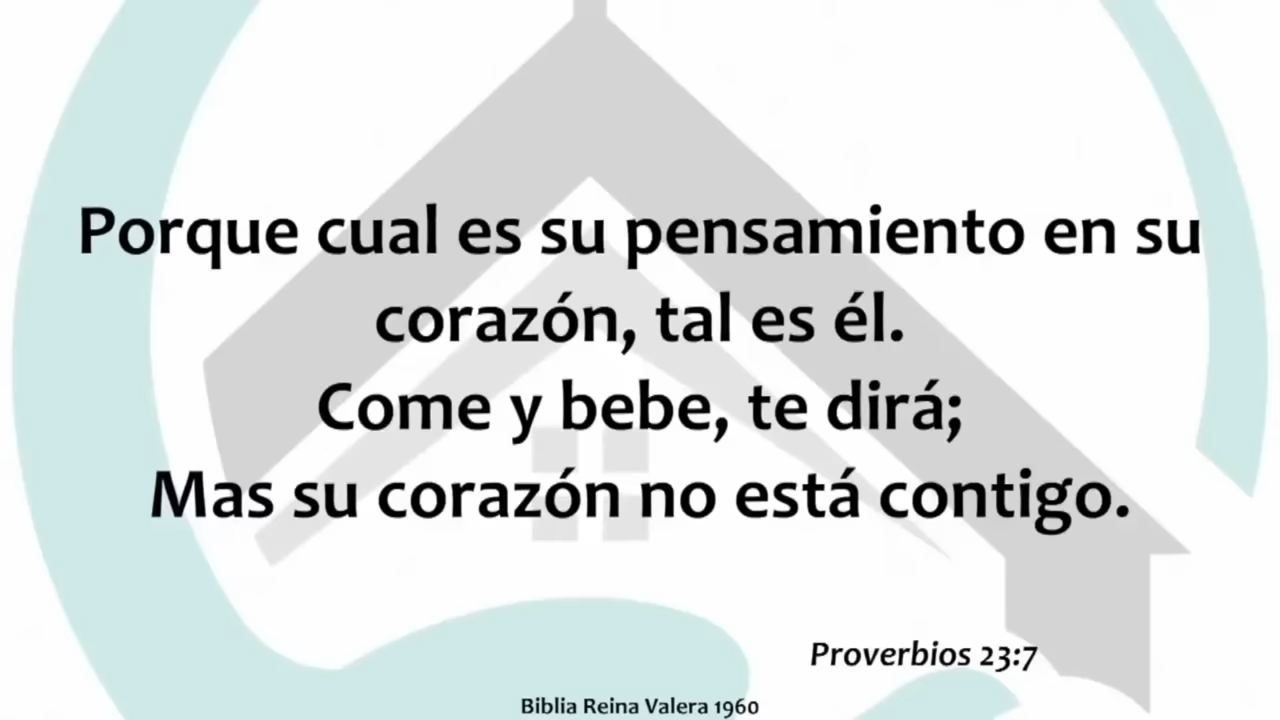 Porque cual es su pensamiento en su
corazón, tal es él.
Come y bebe, te dirá;
Mas su corazón no está contigo.
Proverbios 23:7
Biblia Reina Valera 1960